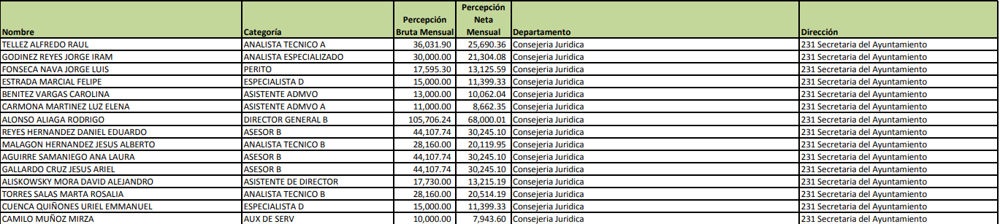 Nombre Categoría Percepción Bruta Mensual Percepción Neta Mensual Departamento Dirección
TELLEZ ALFREDO RAUL ANALISTA TECNICO A 36,031.90 25,690.36 Consejeria Juridica 231 Secretaria del Ayuntamiento
GODINEZ REYES JORGE IRAM ANALISTA ESPECIALIZADO 30,000.00 21,304.08 Consejeria Juridica 231 Secretaria del Ayuntamiento
FONSECA NAVA JORGE LUIS PERITO 17,595.30 13,125.59 Consejeria Juridica 231 Secretaria del Ayuntamiento
ESTRADA MARCIAL FELIPE ESPECIALISTA D 15,000.00 11,399.33 Consejeria Juridica 231 Secretaria del Ayuntamiento
BENITEZ VARGAS CAROLINA ASISTENTE ADMVO 13,000.00 10,062.04 Consejeria Juridica 231 Secretaria del Ayuntamiento
CARMONA MARTINEZ LUZ ELENA ASISTENTE ADMVO A 11,000.00 8,662.35 Consejeria Juridica 231 Secretaria del Ayuntamiento
ALONSO ALIAGA RODRIGO DIRECTOR GENERAL B 105,706.24 68,000.01 Consejeria Juridica 231 Secretaria del Ayuntamiento
REYES HERNANDEZ DANIEL EDUARDO ASESOR B 44,107.74 30,245.10 Consejeria Juridica 231 Secretaria del Ayuntamiento
MALAGON HERNANDEZ JESUS ALBERTO ANALISTA TECNICO B 28,160.00 20,119.95 Consejeria Juridica 231 Secretaria del Ayuntamiento
AGUIRRE SAMANIEGO ANA LAURA ASESOR B 44,107.74 30,245.10 Consejeria Juridica 231 Secretaria del Ayuntamiento
GALLARDO CRUZ JESUS ARIEL ASESOR B 44,107.74 30,245.10 Consejeria Juridica 231 Secretaria del Ayuntamiento
ALISKOWSKY MORA DAVID ALEJANDRO ASISTENTE DE DIRECTOR 17,730.00 13,215.19 Consejeria Juridica 231 Secretaria del Ayuntamiento
TORRES SALAS MARTA ROSALIA ANALISTA TECNICO B 28,160.00 20,514.19 Consejeria Juridica 231 Secretaria del Ayuntamiento
CUENCA QUIÑONES URIEL EMMANUEL ESPECIALISTA D 15,000.00 11,399.33 Consejeria Juridica 231 Secretaria del Ayuntamiento
CAMILO MUÑOZ MIRZA AUX DE SERV 10,000.00 7,943.60 Consejeria Juridica 231 Secretaria del Ayuntamiento